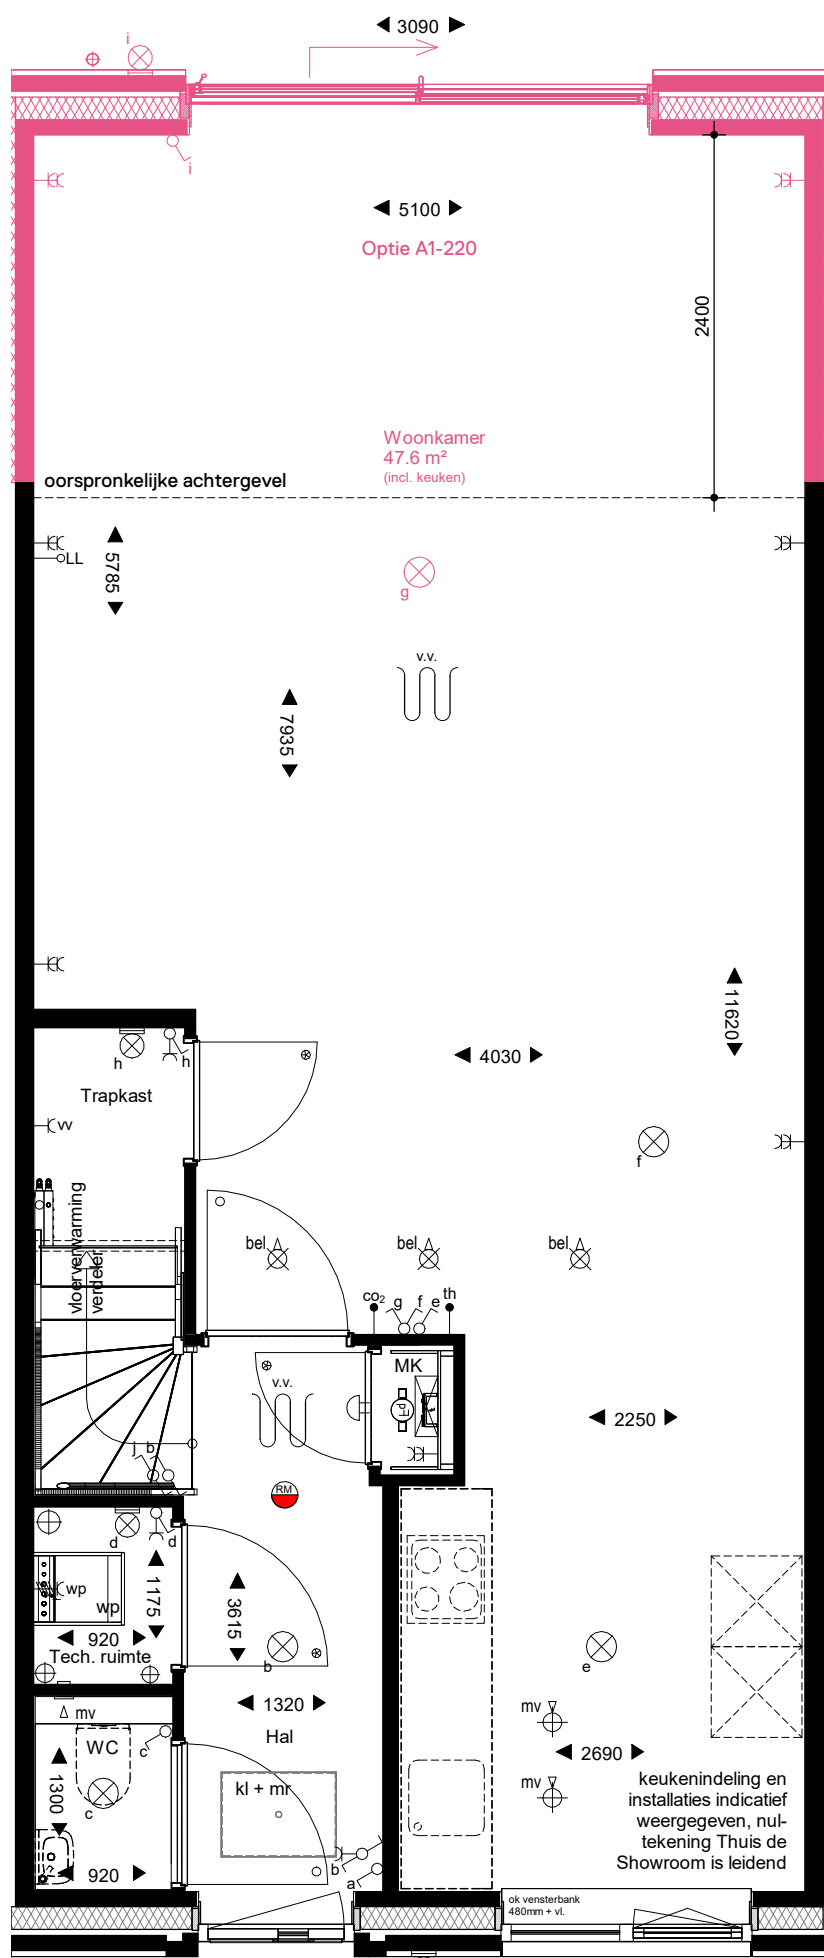 3090
i
i
5100
Optie A1-220
2400
Woonkamer
47.6 m²
(incl. keuken)
oorspronkelijke achtergevel
LL
5785
g
v.v.
7935
11620
4030
h
h
Trapkast
vv
f
vloerverwarming
verdeler
bel
bel
bel
co₂
g
f
e
th
MK
v.v.
2250
j
b
RM
d
d
wp
wp
1175
3615
920
Tech. ruimte
b
e
mv
1320
mv
Hal
WC
c
2690
mv
kl + mr
1300
c
keukenindeling en
installaties indicatief
weergegeven, nul-
tekening Thuis de
Showroom is leidend
920
b
a
ok vensterbank
480mm + vl.